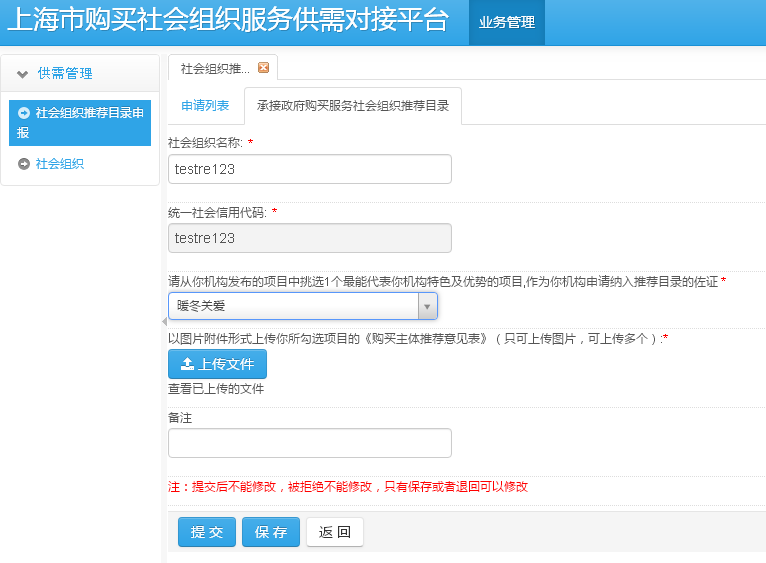 上海市购买社会组织服务供需对接平台
业务管理
供需管理
社会组织推荐目录申
报
社会组织
社会组织推...
申请列表
承接政府购买服务社会组织推荐目录
社会组织名称: *
testre123
统一社会信用代码: *
testre123
请从你机构发布的项目中挑选1个最能代表你机构特色及优势的项目,作为你机构申请纳入推荐目录的佐证 *
暖冬关爱
以图片附件形式上传你所勾选项目的《购买主体推荐意见表》（只可上传图片，可上传多个）:*
上传文件
查看已上传的文件
备注
注：提交后不能修改，被拒绝不能修改，只有保存或者退回可以修改
提 交
保 存
返 回